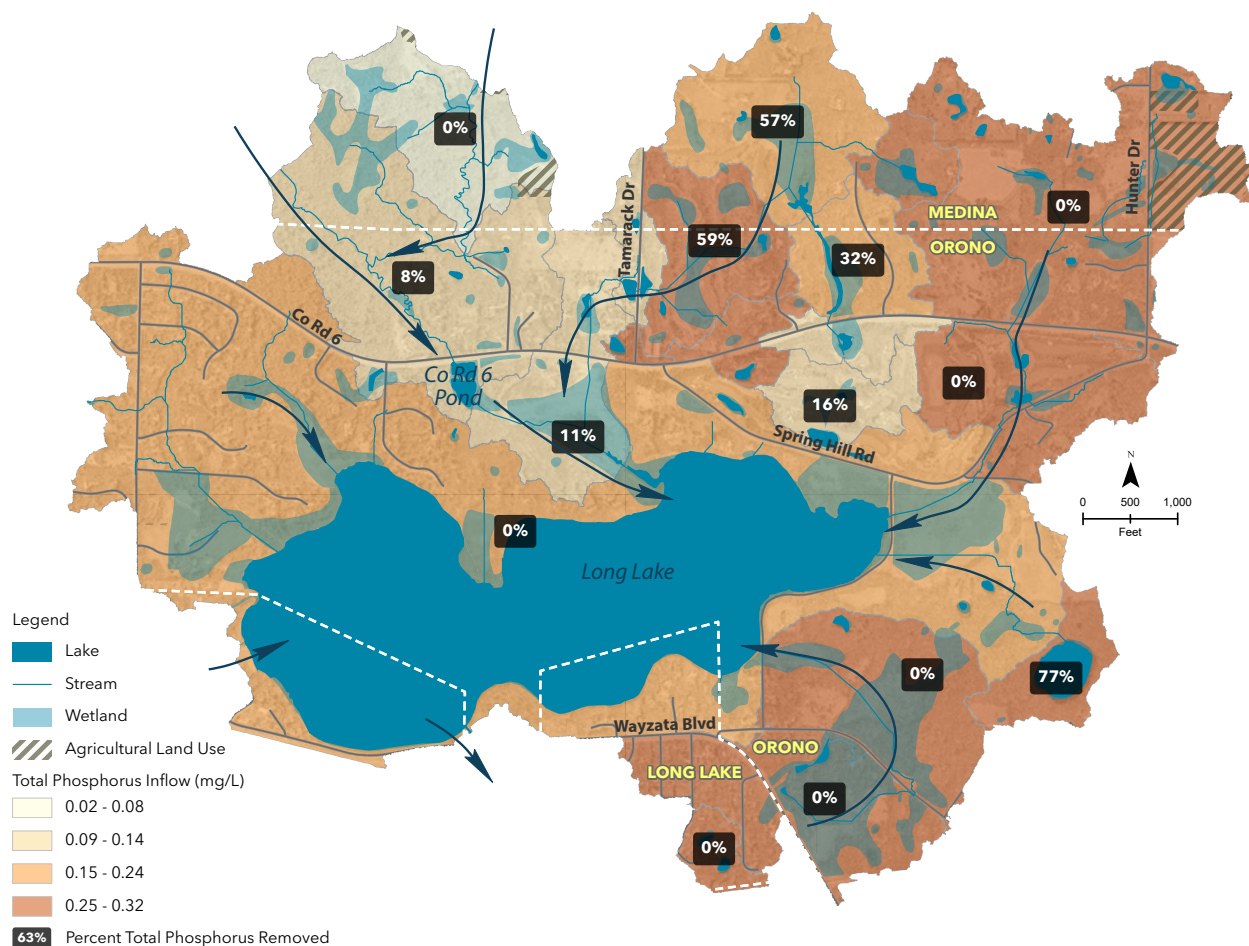 0%
57%
Tamarack Dr
Hunter Dr
MEDINA
0%
59%
ORONO
32%
8%
Co Rd 6
Co Rd 6
Pond
0%
16%
11%
Spring Hill Rd
N
0 500 1,000
Feet
0%
Long Lake
0%
77%
Wayzata Blvd
ORONO
LONG LAKE
0%
0%
Legend
Lake
Stream
Wetland
Agricultural Land Use
Total Phosphorus Inflow (mg/L)
0.02 - 0.08
0.09 - 0.14
0.15 - 0.24
0.25 - 0.32
63% Percent Total Phosphorus Removed